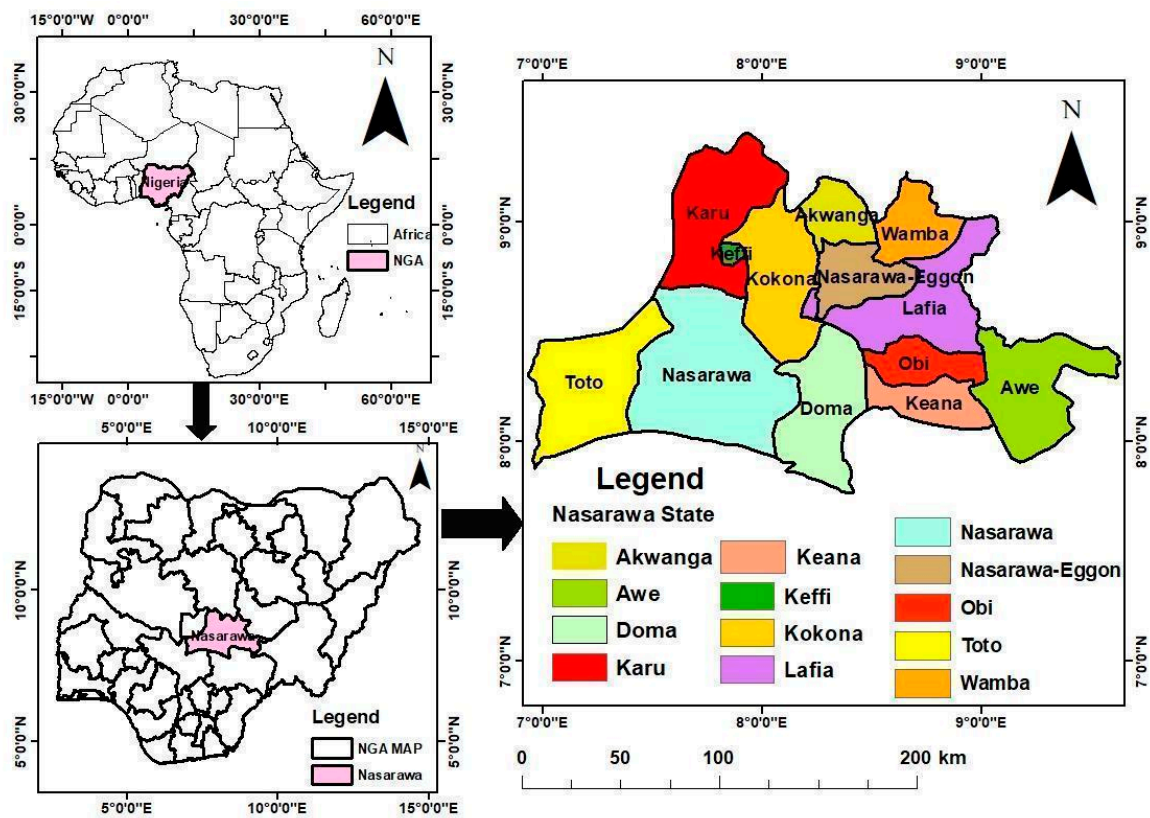 15°0'0"W 0°0'0" 30°0'0"E 60°0'0"E
30°0'0"N
0°0'0"
15°0'0"S
30°0'0"N
0°0'0"
15°0'0"S
N
Nigeria
Legend
Africa
NGA
15°0'0"W 0°0'0"E 30°0'0"E 60°0'0"E
5°0'0"E 10°0'0"E 15°0'0"E
10°0'0"N
5°0'0"N
10°0'0"N
5°0'0"N
N
Nasarawa
Legend
NGA MAP
Nasarawa
5°0'0"E 10°0'0"E 15°0'0"E
7°0'0"E 8°0'0"E 9°0'0"E
9°0'0"N
8°0'0"N
7°0'0"N
N
Karu
Akwanga
Wamba
Keffi
Kokona
Nasarawa-Eggon
Lafia
Toto
Nasarawa
Obi
Doma
Keana
Awe
Legend
Nasarawa State
Akwanga
Awe
Doma
Karu
Keana
Keffi
Kokona
Lafia
Nasarawa
Nasarawa-Eggon
Obi
Toto
Wamba
9°0'0"N
8°0'0"N
7°0'0"N
7°0'0"E 8°0'0"E 9°0'0"E
0 50 100 200 km